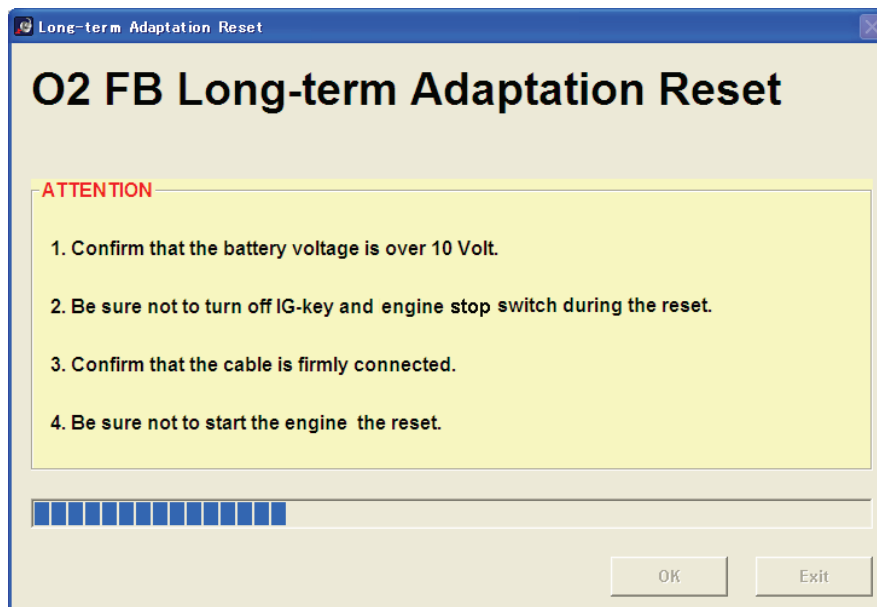 Long-term Adaptation Reset
O2 FB Long-term Adaptation Reset
ATTENTION
1. Confirm that the battery voltage is over 10 Volt.
2. Be sure not to turn off IG-key and engine stop switch during the reset.
3. Confirm that the cable is firmly connected.
4. Be sure not to start the engine the reset.
OK
Exit